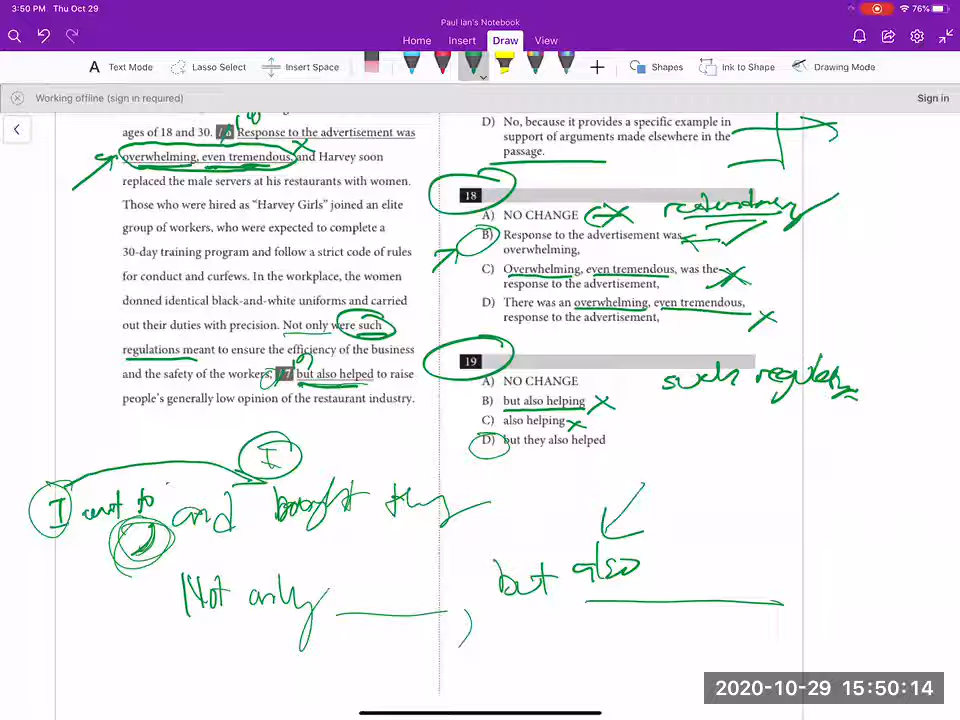 3:50 PM Thu Oct 29
76%
Paul Ian's Notebook
Home Insert Draw View
Text Mode Lasso Select Insert Space Shapes Ink to Shape Drawing Mode
Working offline (sign in required) Sign in
ages of 18 and 30. Response to the advertisement was
overwhelming, even tremendous, and Harvey soon
replaced the male servers at his restaurants with women.
Those who were hired as “Harvey Girls” joined an elite
group of workers, who were expected to complete a
30-day training program and follow a strict code of rules
for conduct and curfews. In the workplace, the women
donned identical black-and-white uniforms and carried
out their duties with precision. Not only were such
regulations meant to ensure the efficiency of the business
and the safety of the workers, but also helped to raise
people’s generally low opinion of the restaurant industry.
D) No, because it provides a specific example in
support of arguments made elsewhere in the
passage.
18
A) NO CHANGE
redundancy
B) Response to the advertisement was
overwhelming,
C) Overwhelming, even tremendous, was the
response to the advertisement,
D) There was an overwhelming, even tremendous,
response to the advertisement,
19
such
A) NO CHANGE
B) but also helping
C) also helping
D) but they also helped
I
I went to and bought
Not only , but also
2020-10-29 15:50:14